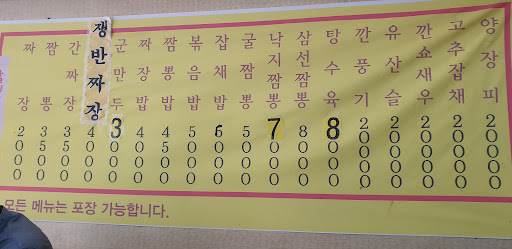 짜장 2000
짬뽕 3500
간짜장 3500
쟁반짜장 4000
군만두 3000
짜장밥 4000
짬뽕밥 4500
볶음밥 5000
잡채밥 6000
굴짬뽕 5000
낙지짬뽕 7000
삼선짬뽕 8000
탕수육 8000
깐풍기 20000
유산슬 20000
깐쇼새우 20000
고추잡채 20000
양장피 20000
모든 메뉴는 포장 가능합니다.